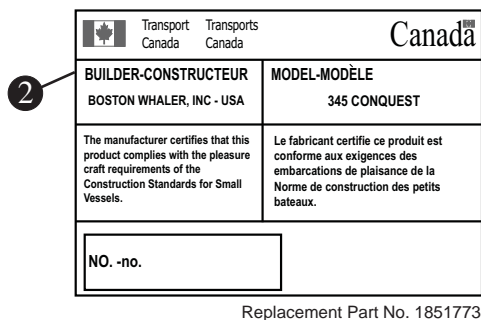 Transport Transports
Canada Canada
Canada
2
BUILDER-CONSTRUCTEUR
BOSTON WHALER, INC - USA
MODEL-MODÈLE
345 CONQUEST
The manufacturer certifies that this
product complies with the pleasure
craft requirements of the
Construction Standards for Small
Vessels.
Le fabricant certifie ce produit est
conforme aux exigences des
embarcations de plaisance de la
Norme de construction des petits
bateaux.
NO. -no.
Replacement Part No. 1851773